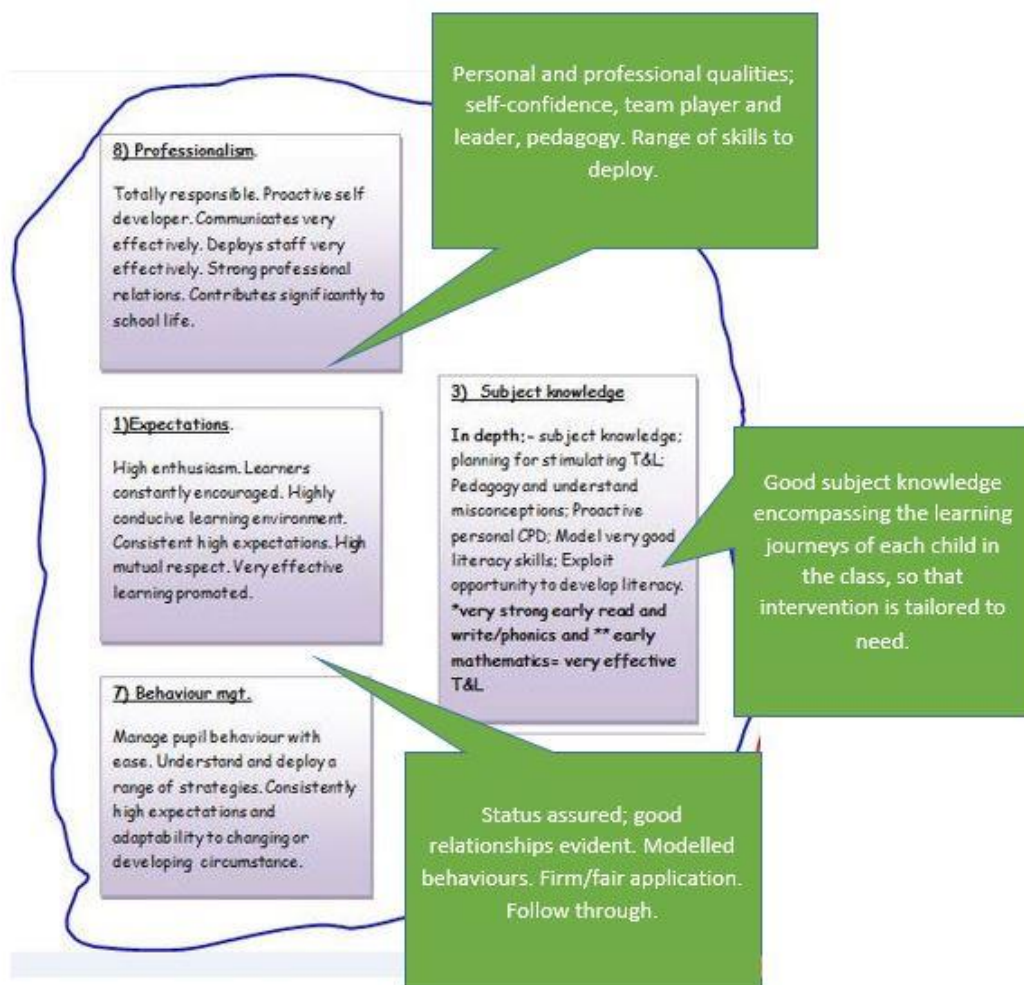 Personal and professional qualities;
self-confidence, team player and
leader, pedagogy. Range of skills to
deploy.
8) Professionalism.
Totally responsible. Proactive self
developer. Communicates very
effectively. Deploys staff very
effectively. Strong professional
relations. Contributes significantly to
school life.
1)Expectations.
High enthusiasm. Learners
constantly encouraged. Highly
conducive learning environment.
Consistent high expectations. High
mutual respect. Very effective
learning promoted.
3) Subject knowledge
In depth:- subject knowledge;
planning for stimulating T&L;
Pedagogy and understand
misconceptions; Proactive
personal CPD; Model very good
literacy skills; Exploit
opportunity to develop literacy.
*very strong early read and
write/phonics and ** early
mathematics= very effective
T&L
Good subject knowledge
encompassing the learning
journeys of each child in
the class, so that
intervention is tailored to
need.
7) Behaviour mgt.
Manage pupil behaviour with
ease. Understand and deploy a
range of strategies. Consistently
high expectations and
adaptability to changing or
developing circumstance.
Status assured; good
relationships evident. Modelled
behaviours. Firm/fair application.
Follow through.